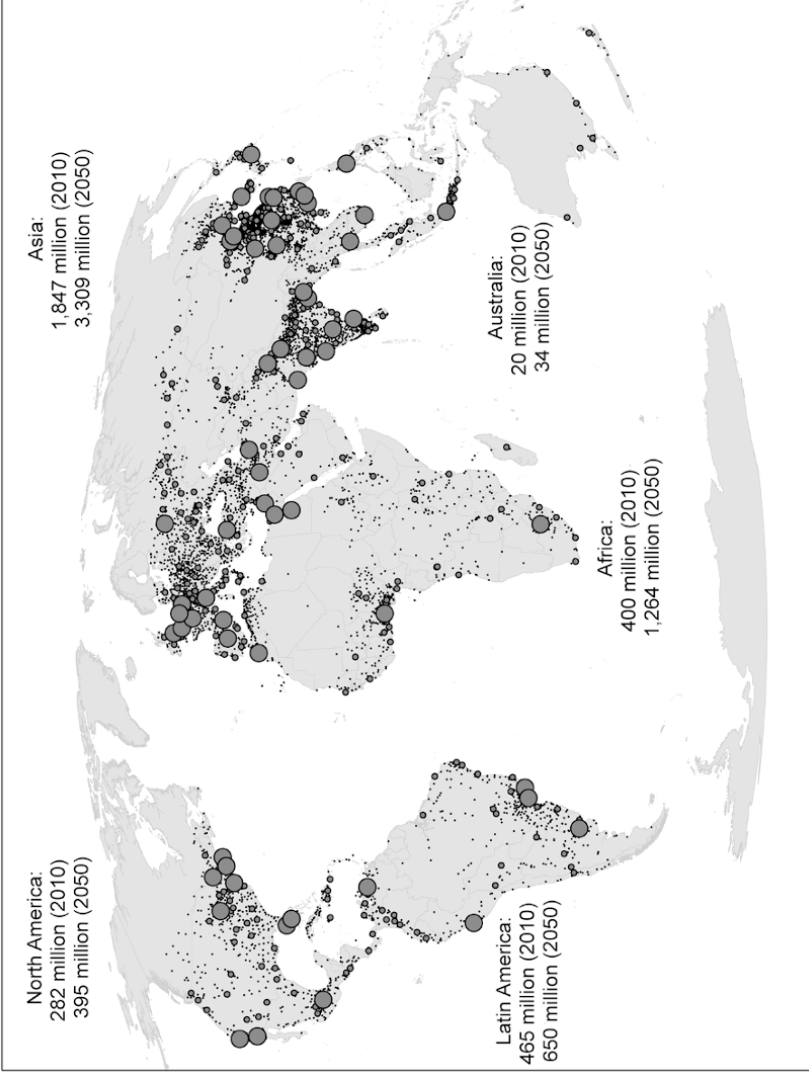 North America:
282 million (2010)
395 million (2050)
Asia:
1,847 million (2010)
3,309 million (2050)
Latin America:
465 million (2010)
650 million (2050)
Africa:
400 million (2010)
1,264 million (2050)
Australia:
20 million (2010)
34 million (2050)